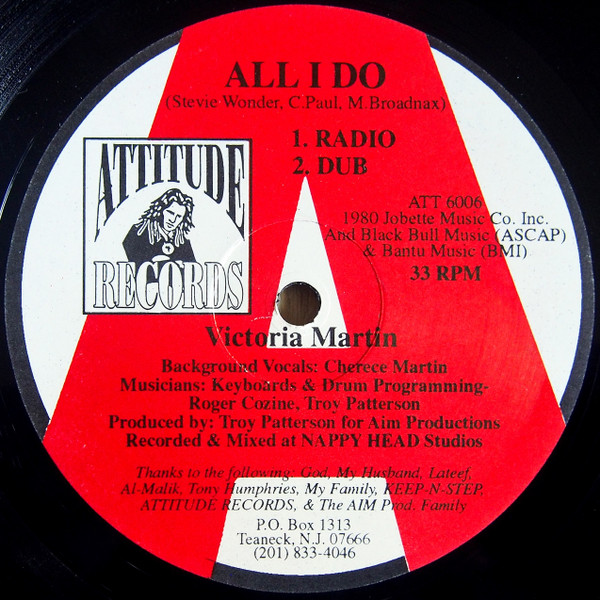 ALL I DO
(Stevie Wonder, C.Paul, M.Broadnax)
1. RADIO
2. DUB
ATTITUDE
RECORDS
ATT 6006
1980 Jobette Music Co. Inc.
And Black Bull Music (ASCAP)
& Bantu Music (BMI)
33 RPM
Victoria Martin
Background Vocals: Cherece Martin
Musicians: Keyboards & Drum Programming-
Roger Cozine, Troy Patterson
Produced by: Troy Patterson for Aim Productions
Recorded & Mixed at NAPPY HEAD Studios
Thanks to the following: God, My Husband, Lateef,
Al-Malik, Tony Humphries, My Family, KEEP-N-STEP,
ATTITUDE RECORDS, & The AIM Prod. Family
P.O. Box 1313
Teaneck, N.J. 07666
(201) 833-4046